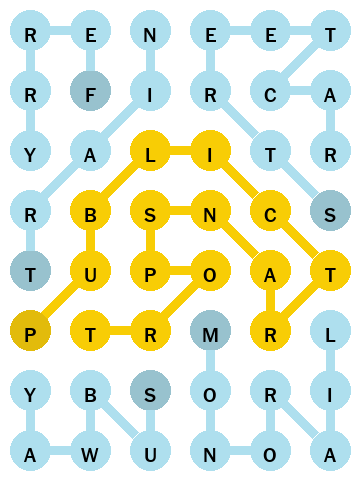 R E N E E T
R F I R C A
Y A L I T R
R B S N C S
T U P O A T
P T R M R L
Y B S O R I
A W U N O A